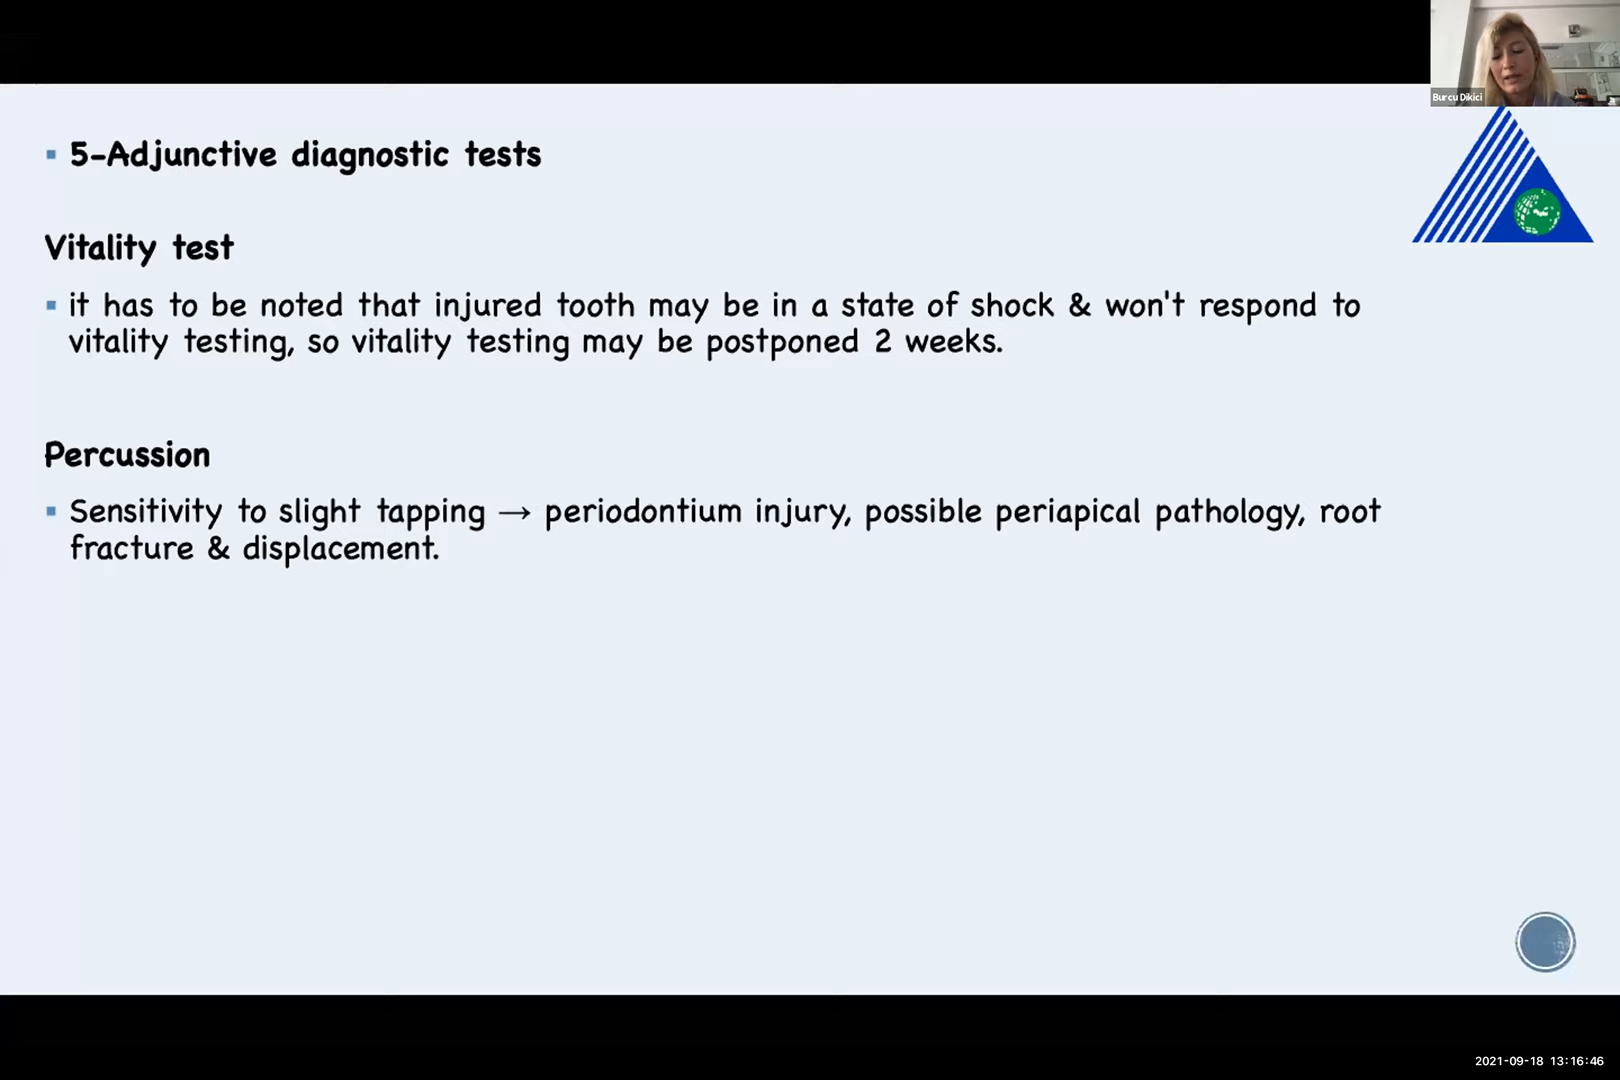 Burcu Dikici
5-Adjunctive diagnostic tests
Vitality test
it has to be noted that injured tooth may be in a state of shock & won't respond to
vitality testing, so vitality testing may be postponed 2 weeks.
Percussion
Sensitivity to slight tapping → periodontium injury, possible periapical pathology, root
fracture & displacement.
2021-09-18 13:16:46